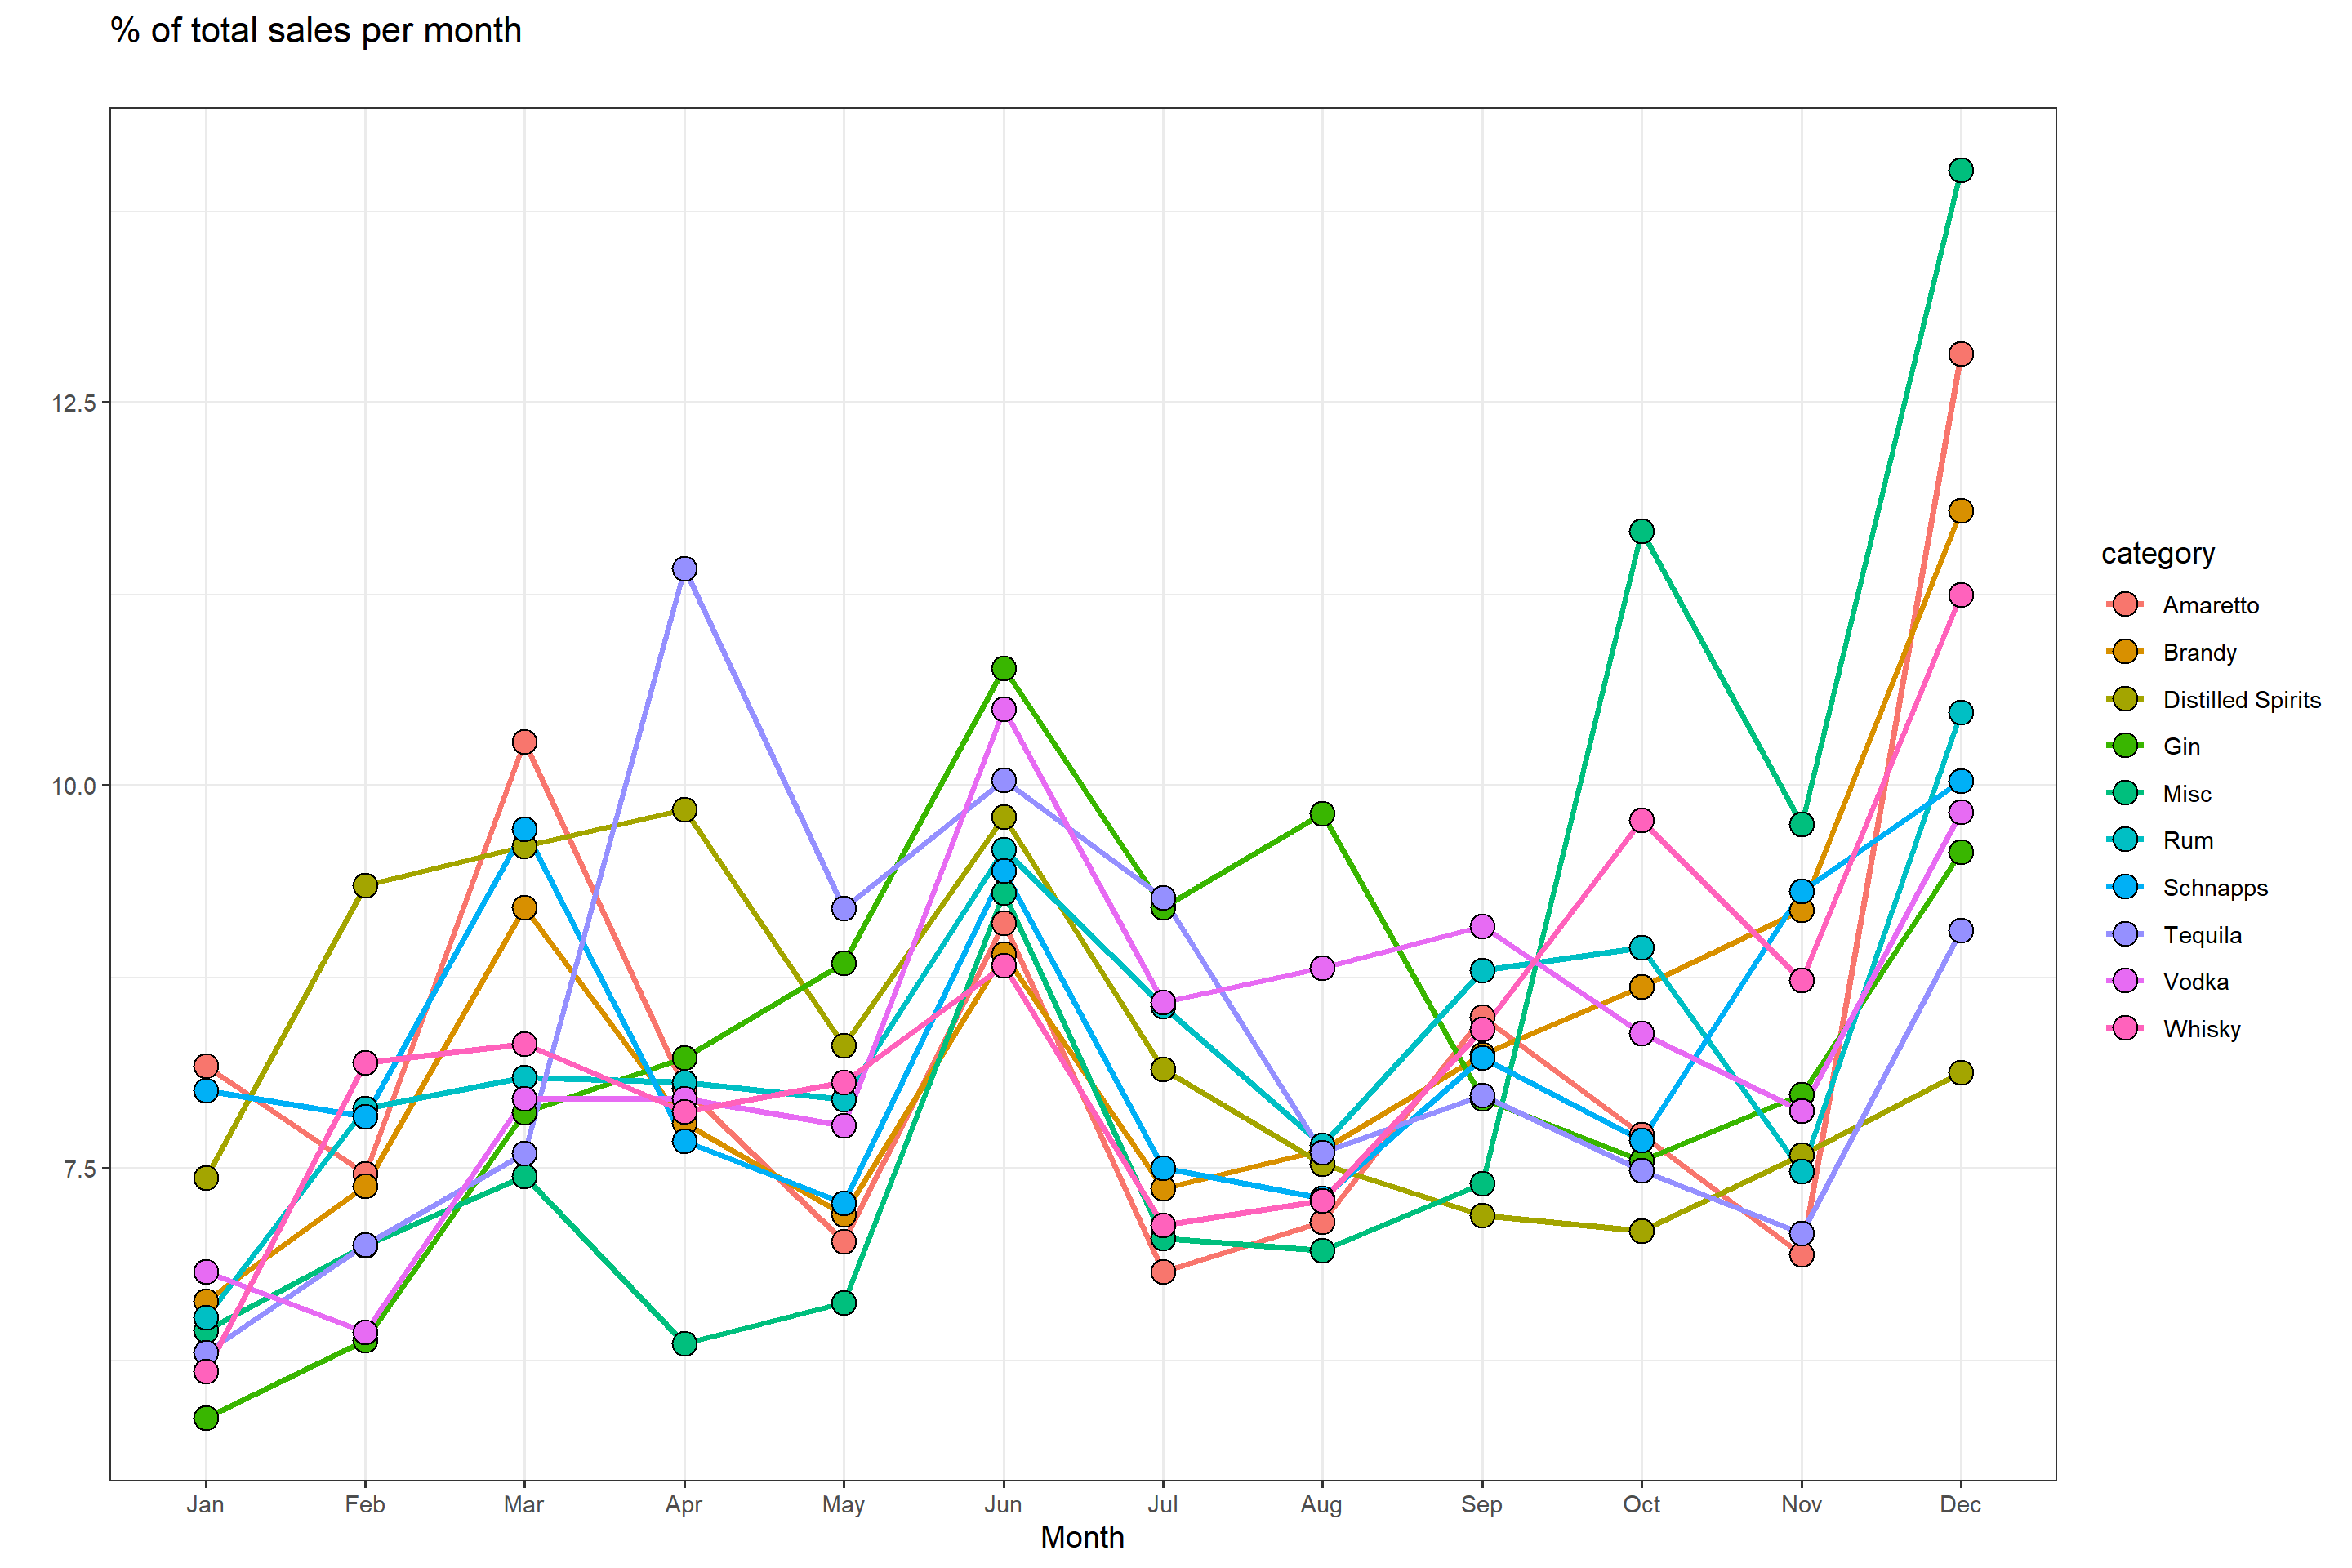 % of total sales per month
12.5
10.0
7.5
Jan Feb Mar Apr May Jun Jul Aug Sep Oct Nov Dec
Month
category
Amaretto
Brandy
Distilled Spirits
Gin
Misc
Rum
Schnapps
Tequila
Vodka
Whisky